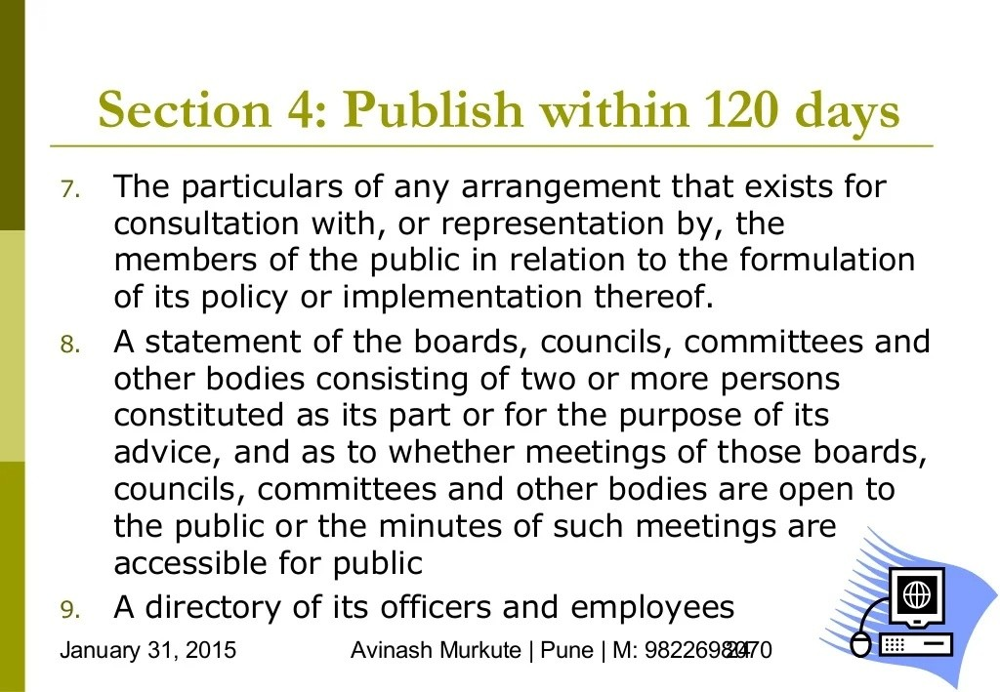 Section 4: Publish within 120 days
7. The particulars of any arrangement that exists for
consultation with, or representation by, the
members of the public in relation to the formulation
of its policy or implementation thereof.
8. A statement of the boards, councils, committees and
other bodies consisting of two or more persons
constituted as its part or for the purpose of its
advice, and as to whether meetings of those boards,
councils, committees and other bodies are open to
the public or the minutes of such meetings are
accessible for public
9. A directory of its officers and employees
January 31, 2015 Avinash Murkute | Pune | M: